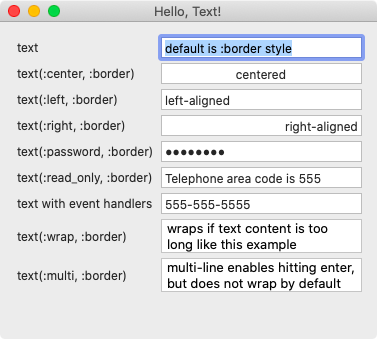 Hello, Text!
text default is :border style
text(:center, :border) centered
text(:left, :border) left-aligned
text(:right, :border) right-aligned
text(:password, :border) ●●●●●●●●
text(:read_only, :border) Telephone area code is 555
text with event handlers 555-555-5555
text(:wrap, :border) wraps if text content is too
long like this example
text(:multi, :border) multi-line enables hitting enter,
but does not wrap by default